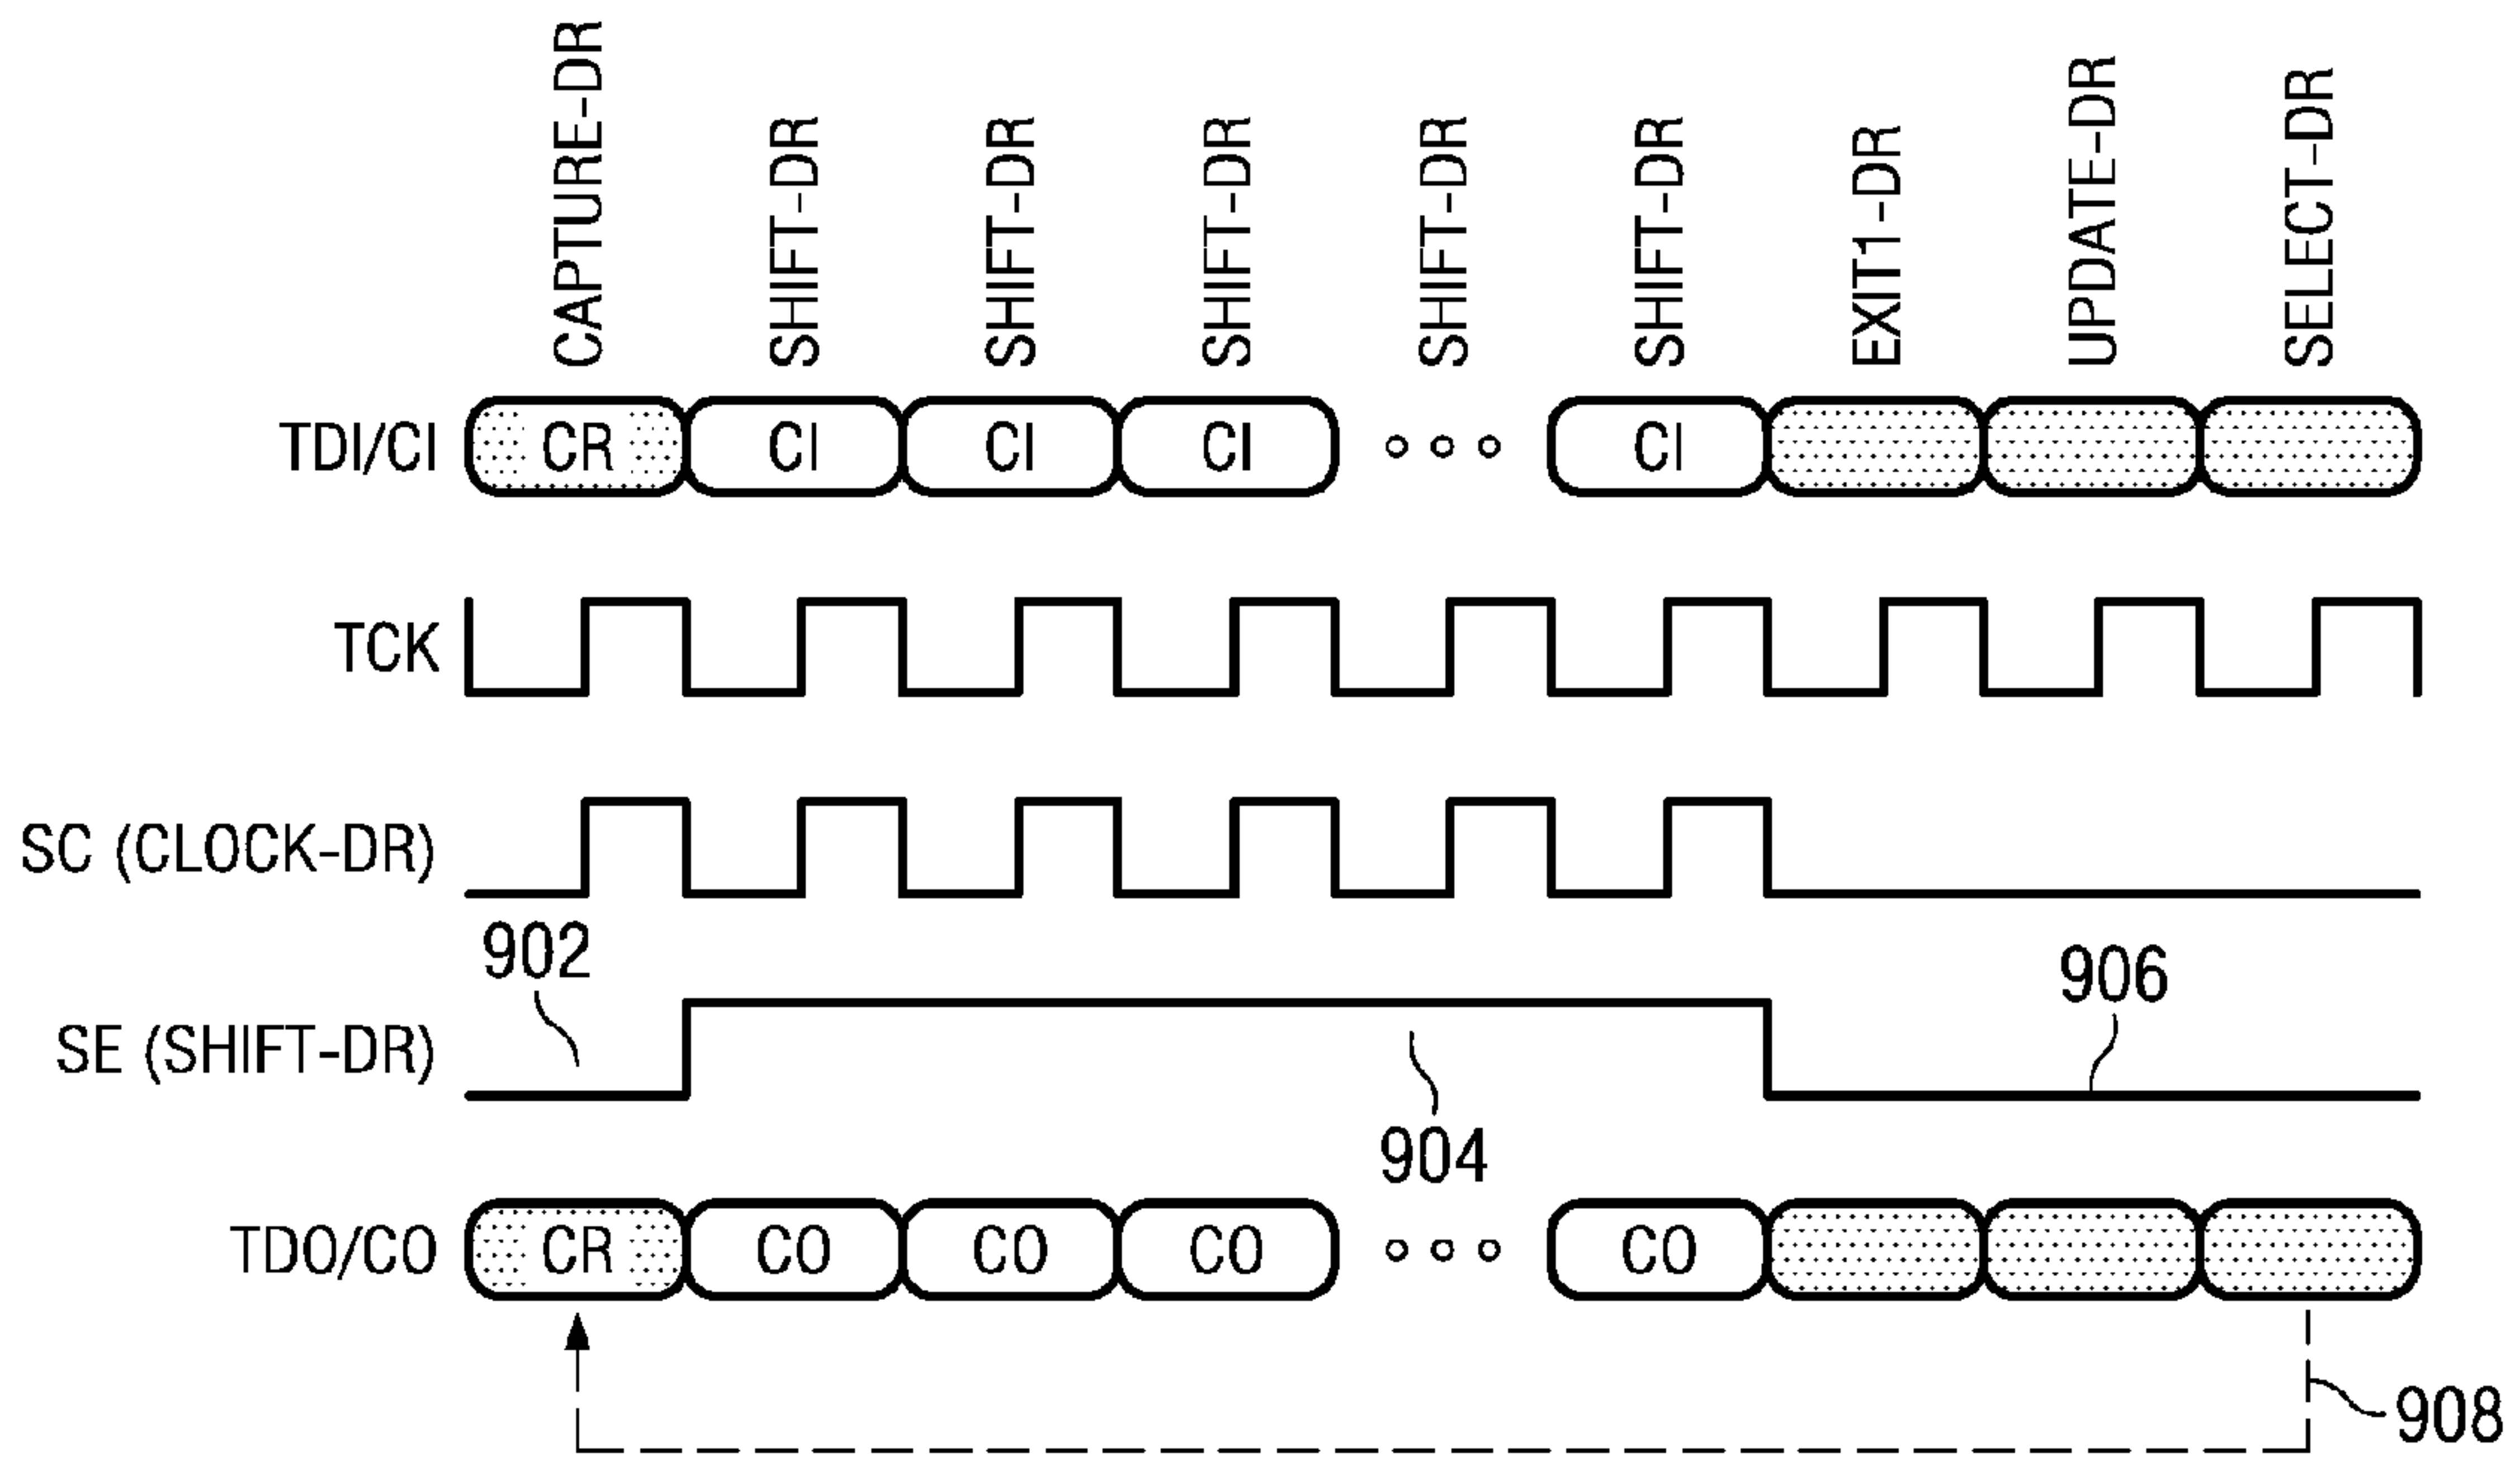 CAPTURE-DR SHIFT-DR SHIFT-DR SHIFT-DR SHIFT-DR SHIFT-DR EXIT1-DR UPDATE-DR SELECT-DR
TDI/CI CR CI CI CI CI
TCK
SC (CLOCK-DR)
902
906
SE (SHIFT-DR)
904
TDO/CO CR CO CO CO CO
908